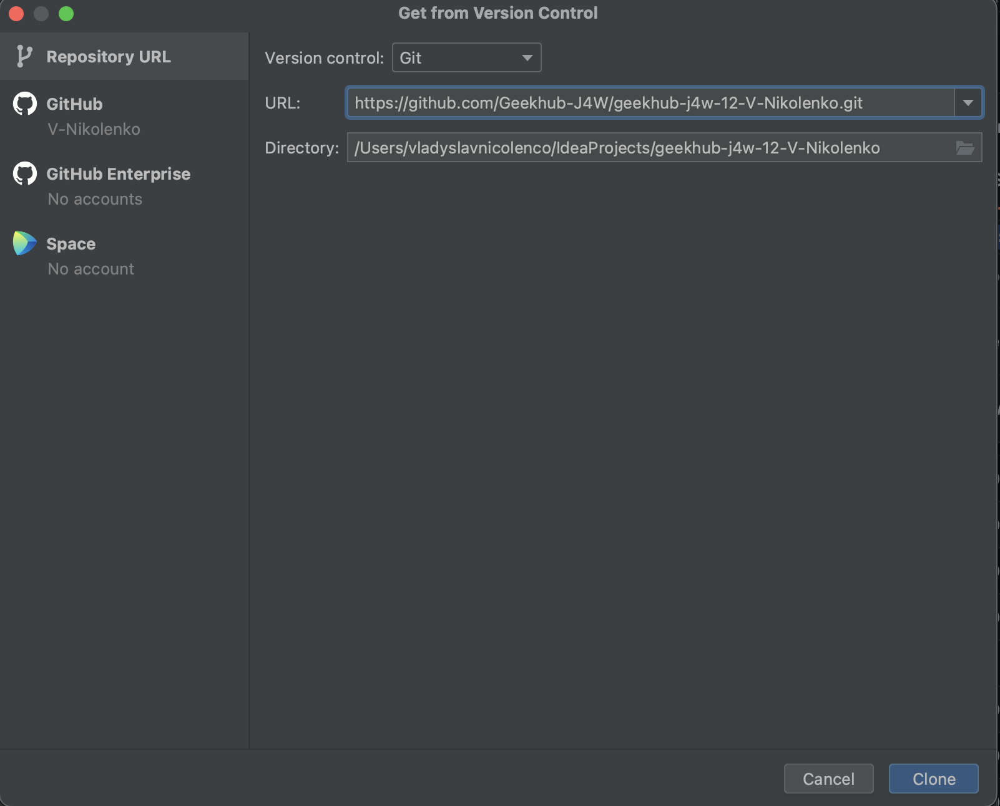 Get from Version Control
Repository URL
GitHub
V-Nikolenko
GitHub Enterprise
No accounts
Space
No account
Version control: Git
URL: https://github.com/Geekhub-J4W/geekhub-j4w-12-V-Nikolenko.git
Directory: /Users/vladyslavnicolenco/IdeaProjects/geekhub-j4w-12-V-Nikolenko
Cancel Clone